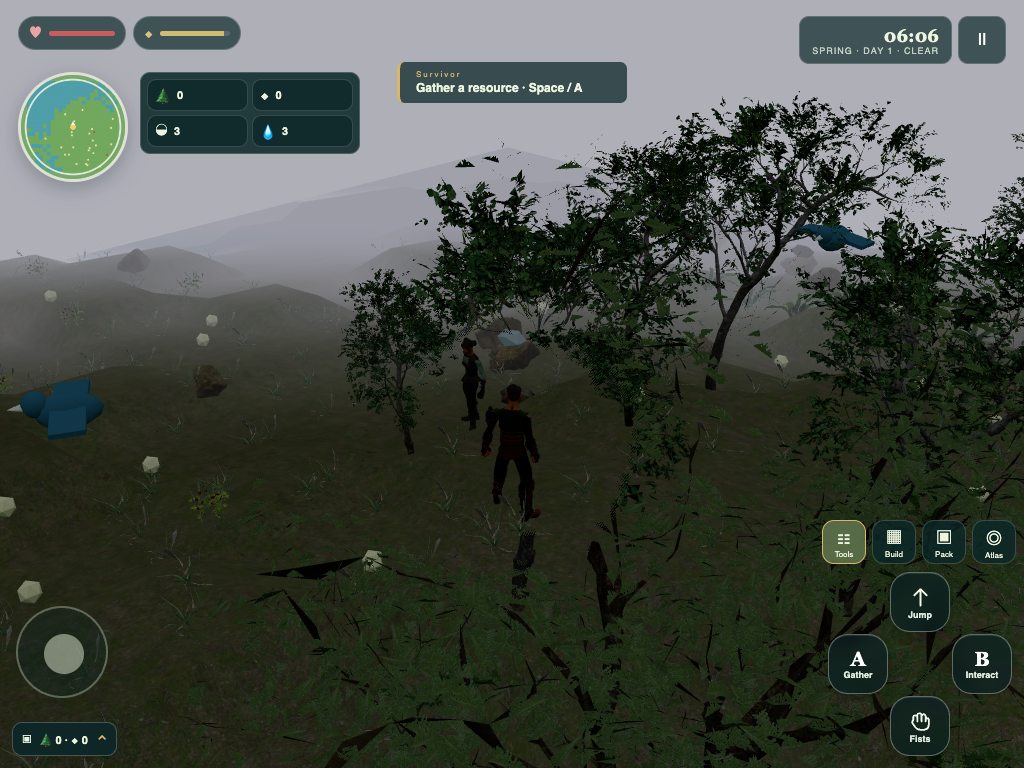 06:06
SPRING · DAY 1 · CLEAR
Survivor
Gather a resource · Space / A
0
0
3
3
Tools
Build
Pack
Atlas
Jump
A
Gather
B
Interact
Fists
0 · 0